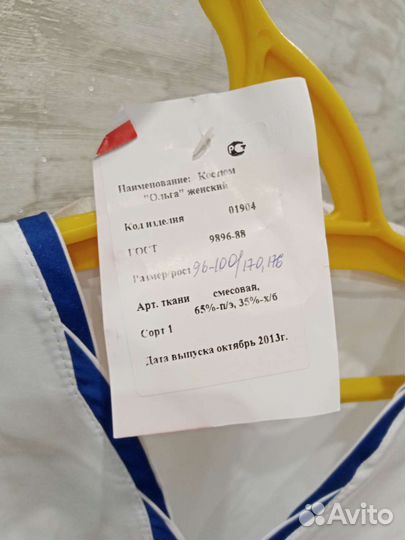 Наименование: Костюм
"Ольга" женский
Код изделия 01904
ГОСТ 9896-88
Размер/рост 96-100/170,176
Арт. ткани смесовая,
65%-п/э, 35%-х/б
Сорт 1
Дата выпуска октябрь 2013г.
Avito